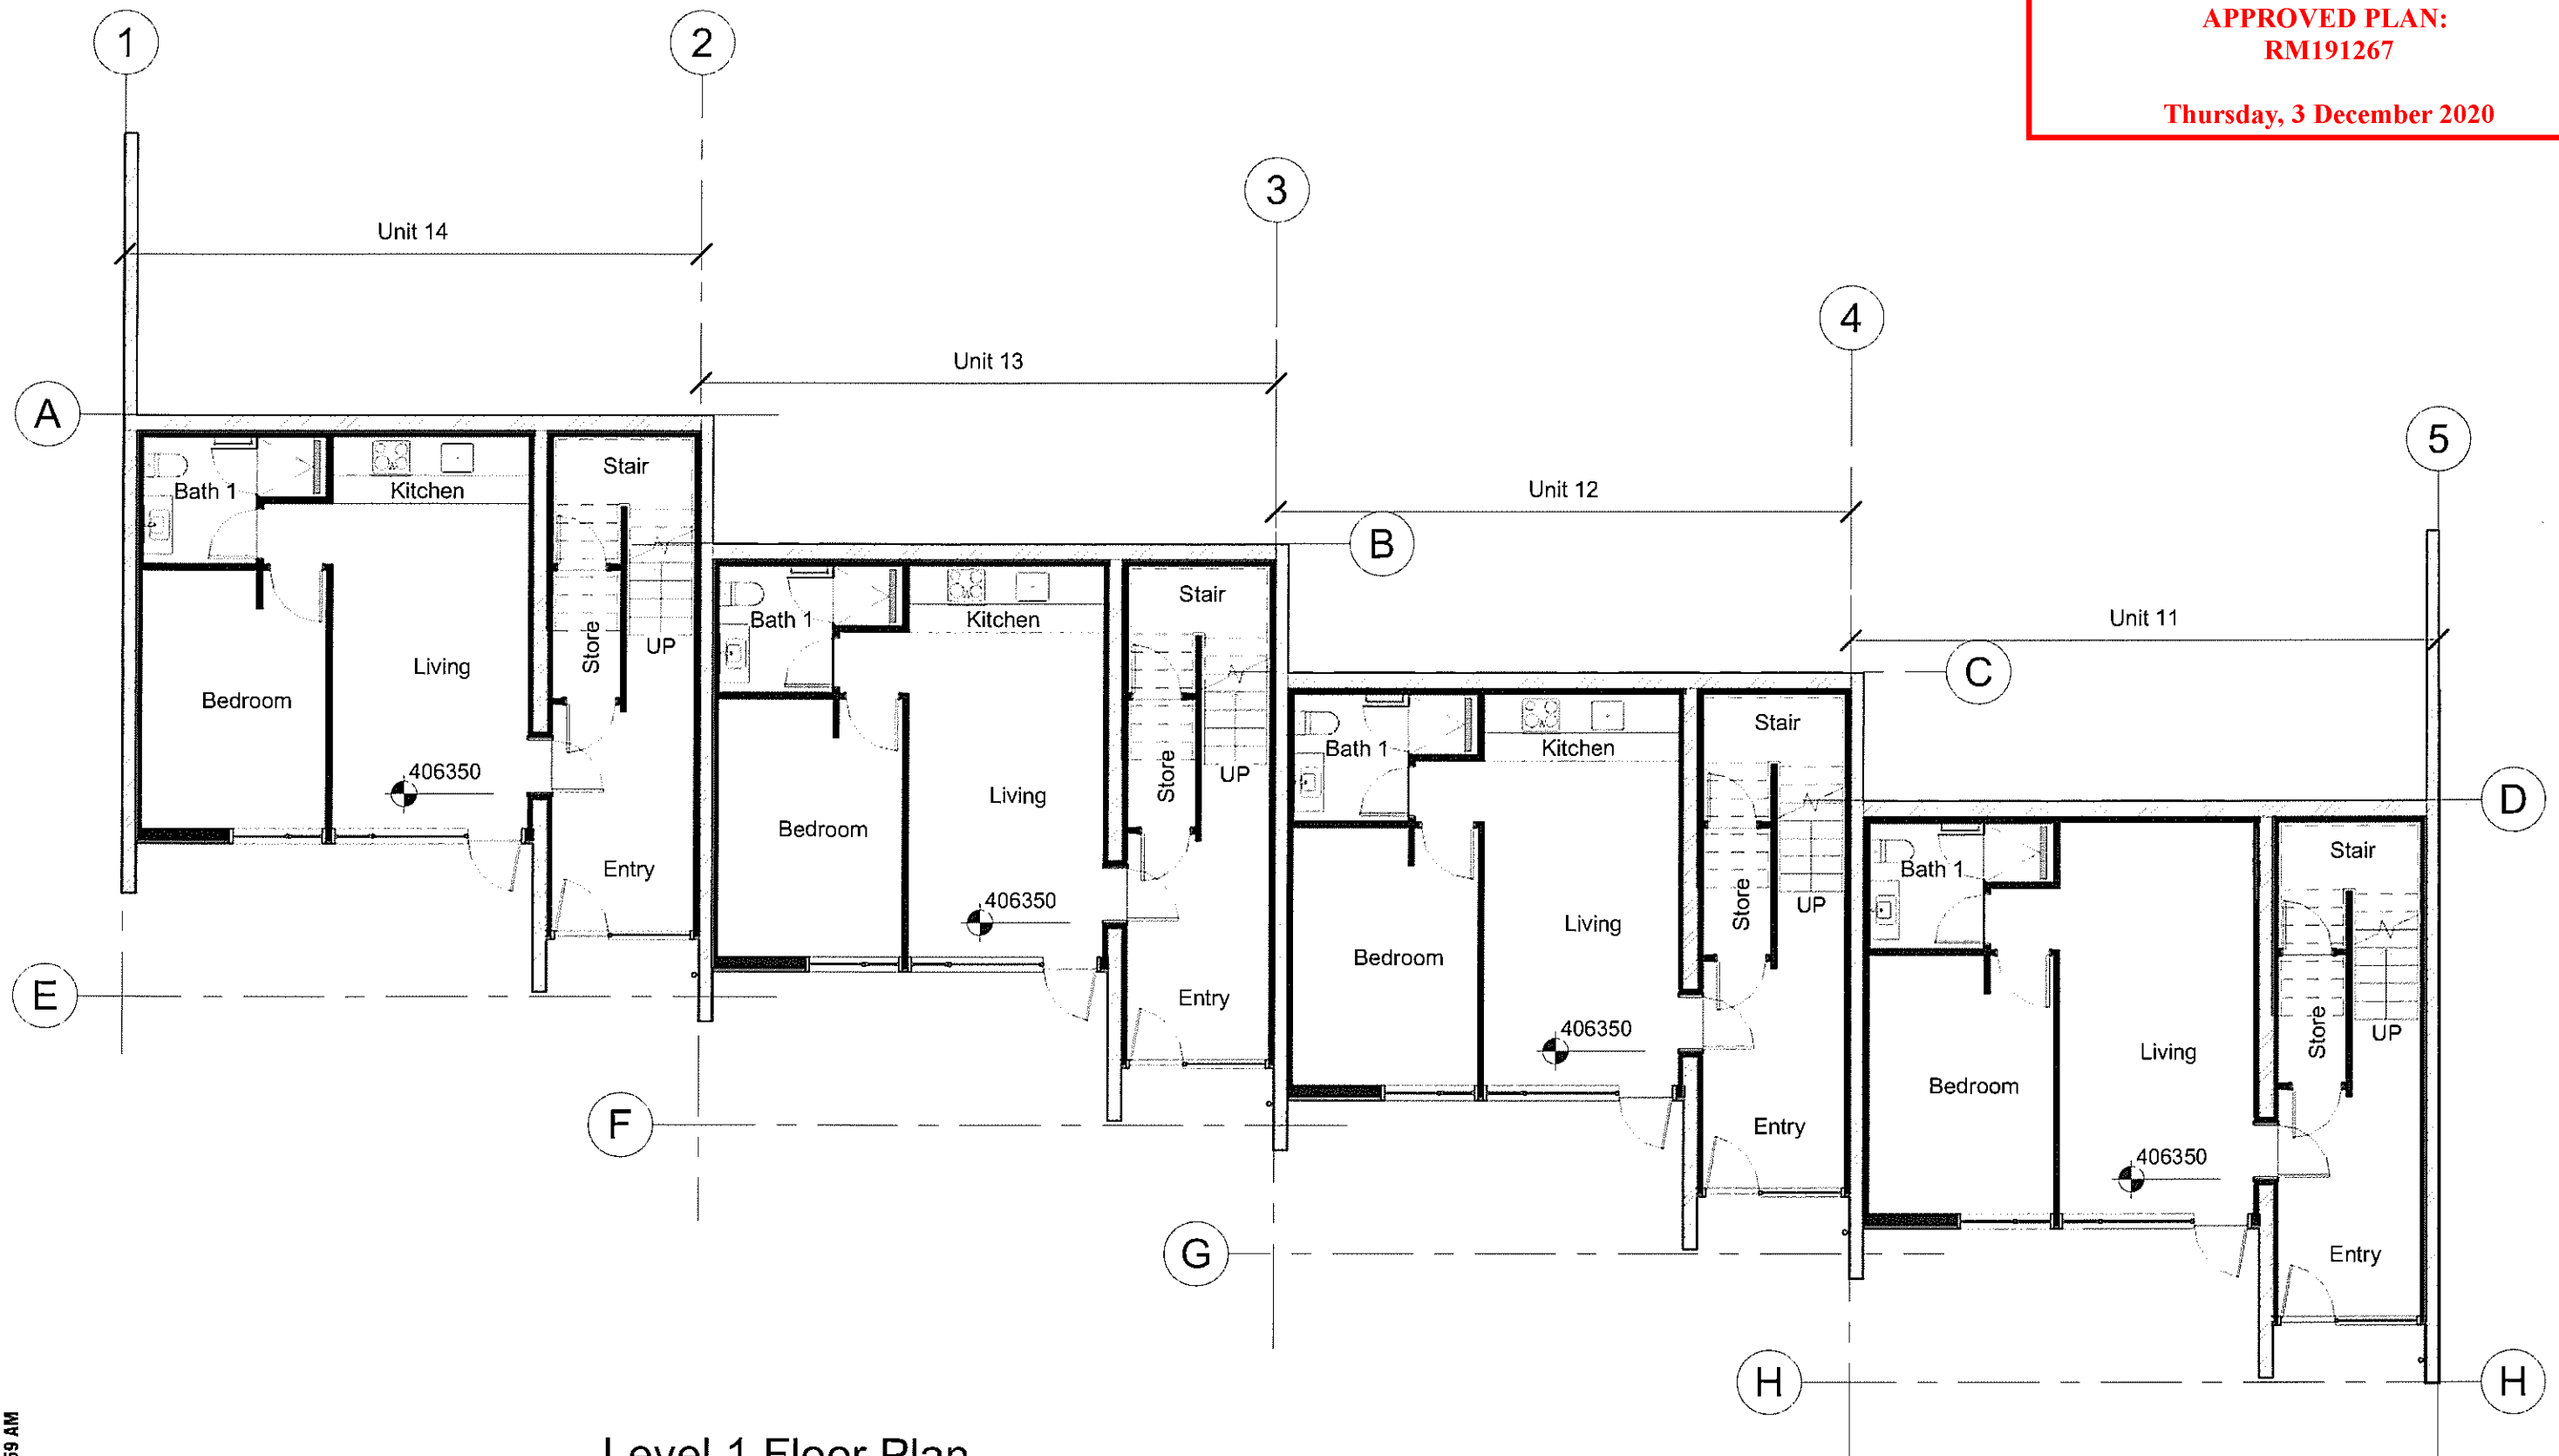 APPROVED PLAN:
RM191267
Thursday, 3 December 2020
1
2
3
4
5
Unit 14
Unit 13
Unit 12
Unit 11
A
B
C
D
E
F
G
H
H
Bath 1
Kitchen
Stair
Store
UP
Living
Bedroom
406350
Entry
Bath 1
Kitchen
Stair
Store
UP
Living
Bedroom
406350
Entry
Bath 1
Kitchen
Stair
Store
UP
Living
Bedroom
406350
Entry
Bath 1
Stair
Store
UP
Living
Bedroom
406350
Entry
Level 1 Floor Plan
59 AM